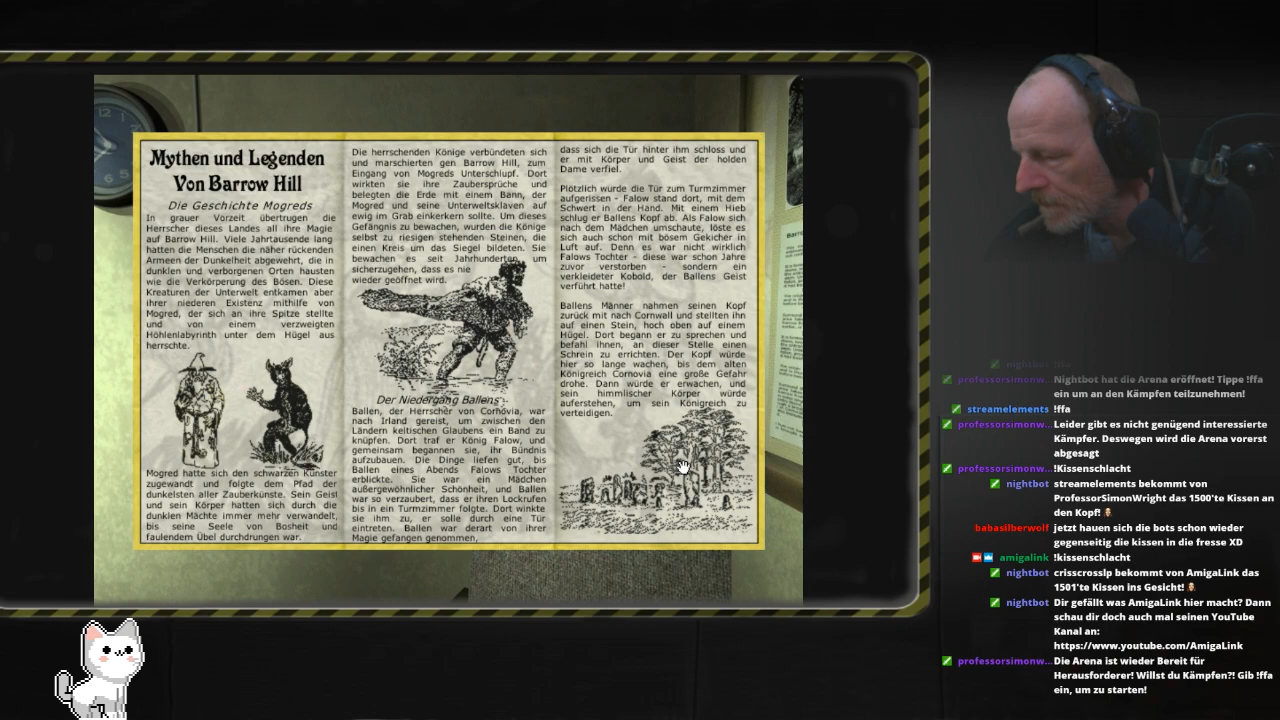 Mythen und Legenden
Von Barrow Hill
Die Geschichte Mogreds
In grauer Vorzeit übertrugen die
Herrscher dieses Landes all ihre Magie
auf Barrow Hill. Viele Jahrtausende lang
hatten die Menschen die näher rückenden
Armeen der Dunkelheit abgewehrt, die in
dunklen und verborgenen Orten hausten
wie die Verkörperung des Bösen. Diese
Kreaturen der Unterwelt entkamen aber
ihrer niederen Existenz mithilfe von
Mogred, der sich an ihre Spitze stellte
und von einem verzweigten
Höhlenlabyrinth unter dem Hügel aus
herrschte.
Mogred hatte sich den schwarzen Künster
zugewandt und folgte dem Pfad der
dunkelsten aller Zauberkünste. Sein Geist
und sein Körper hatten sich durch die
dunklen Mächte immer mehr verwandelt,
bis seine Seele von Bosheit und
faulendem Übel durchdrungen war.
Die herrschenden Könige verbündeten sich
und marschierten gen Barrow Hill, zum
Eingang von Mogreds Unterschlupf. Dort
wirkten sie ihre Zaubersprüche und
belegten die Erde mit einem Bann, der
Mogred und seine Unterweltsklaven auf
ewig im Grab einkerkern sollte. Um dieses
Gefängnis zu bewachen, wurden die Könige
selbst zu riesigen stehenden Steinen, die
einen Kreis um das Siegel bildeten. Sie
bewachen es seit Jahrhunderten, um
sicherzugehen, dass es nie
wieder geöffnet wird.
Der Niedergang Ballens
Ballen, der Herrscher von Cornovia, war
nach Irland gereist, um zwischen den
Ländern keltischen Glaubens ein Band zu
knüpfen. Dort traf er König Falow, und
gemeinsam begannen sie, ihr Bündnis
aufzubauen. Die Dinge liefen gut, bis
Ballen eines Abends Falows Tochter
erblickte. Sie war ein Mädchen
außergewöhnlicher Schönheit, und Ballen
war so verzaubert, dass er ihren Lockrufen
bis in ein Turmzimmer folgte. Dort winkte
sie ihm zu, er solle durch eine Tür
eintreten. Ballen war derart von ihrer
Magie gefangen genommen,
dass sich die Tür hinter ihm schloss und
er mit Körper und Geist der holden
Dame verfiel.
Plötzlich wurde die Tür zum Turmzimmer
aufgerissen - Falow stand dort, mit dem
Schwert in der Hand. Mit einem Hieb
schlug er Ballens Kopf ab. Als Falow sich
nach dem Mädchen umschaute, löste es
sich auch schon mit bösem Gekicher in
Luft auf. Denn es war nicht wirklich
Falows Tochter - diese war schon Jahre
zuvor verstorben - sondern ein
verkleideter Kobold, der Ballens Geist
verführt hatte!
Ballens Männer nahmen seinen Kopf
zurück mit nach Cornwall und stellten ihn
auf einen Stein, hoch oben auf einem
Hügel. Dort begann er zu sprechen und
befahl ihnen, an dieser Stelle einen
Schrein zu errichten. Der Kopf würde
hier so lange wachen, bis dem alten
Königreich Cornovia eine große Gefahr
drohe. Dann würde er erwachen, und
sein himmlischer Körper würde
auferstehen, um sein Königreich zu
verteidigen.
nightbot: !ffa
professorsimonw... Nightbot hat die Arena eröffnet! Tippe !ffa
ein um an den Kämpfen teilzunehmen!
streamelements !ffa
professorsimonw... Leider gibt es nicht genügend interessierte
Kämpfer. Deswegen wird die Arena vorerst
abgesagt
professorsimonw... !Kissenschlacht
nightbot streamelements bekommt von
ProfessorSimonWright das 1500'te Kissen an
den Kopf!
babasilberwolf jetzt hauen sich die bots schon wieder
gegenseitig die kissen in die fresse XD
amigalink !kissenschlacht
nightbot crisscrosslp bekommt von AmigaLink das
1501'te Kissen ins Gesicht!
nightbot Dir gefällt was AmigaLink hier macht? Dann
schau dir doch auch mal seinen YouTube
Kanal an:
https://www.youtube.com/AmigaLink
professorsimonw... Die Arena ist wieder Bereit für
Herausforderer! Willst du Kämpfen?! Gib !ffa
ein, um zu starten!